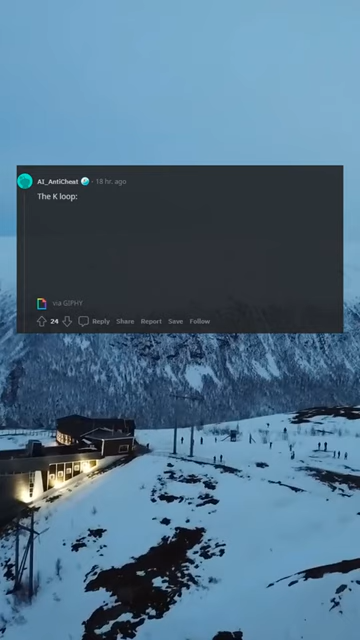 AI_AntiCheat · 18 hr. ago
The K loop:
via GIPHY
24 Reply Share Report Save Follow